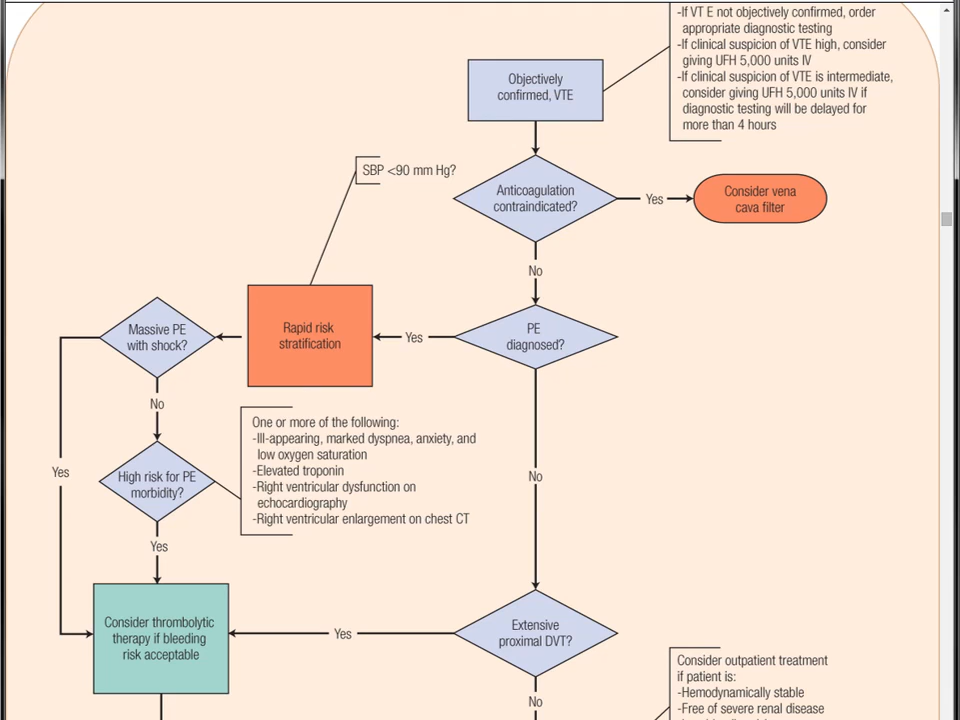 -If VT E not objectively confirmed, order
appropriate diagnostic testing
-If clinical suspicion of VTE high, consider
giving UFH 5,000 units IV
-If clinical suspicion of VTE is intermediate,
consider giving UFH 5,000 units IV if
diagnostic testing will be delayed for
more than 4 hours
Objectively
confirmed, VTE
SBP <90 mm Hg?
Anticoagulation
contraindicated?
Yes
Consider vena
cava filter
No
PE
diagnosed?
Yes
Rapid risk
stratification
Massive PE
with shock?
No
Yes
High risk for PE
morbidity?
One or more of the following:
-Ill-appearing, marked dyspnea, anxiety, and
low oxygen saturation
-Elevated troponin
-Right ventricular dysfunction on
echocardiography
-Right ventricular enlargement on chest CT
No
Yes
Consider thrombolytic
therapy if bleeding
risk acceptable
Yes
Extensive
proximal DVT?
No
Consider outpatient treatment
if patient is:
-Hemodynamically stable
-Free of severe renal disease